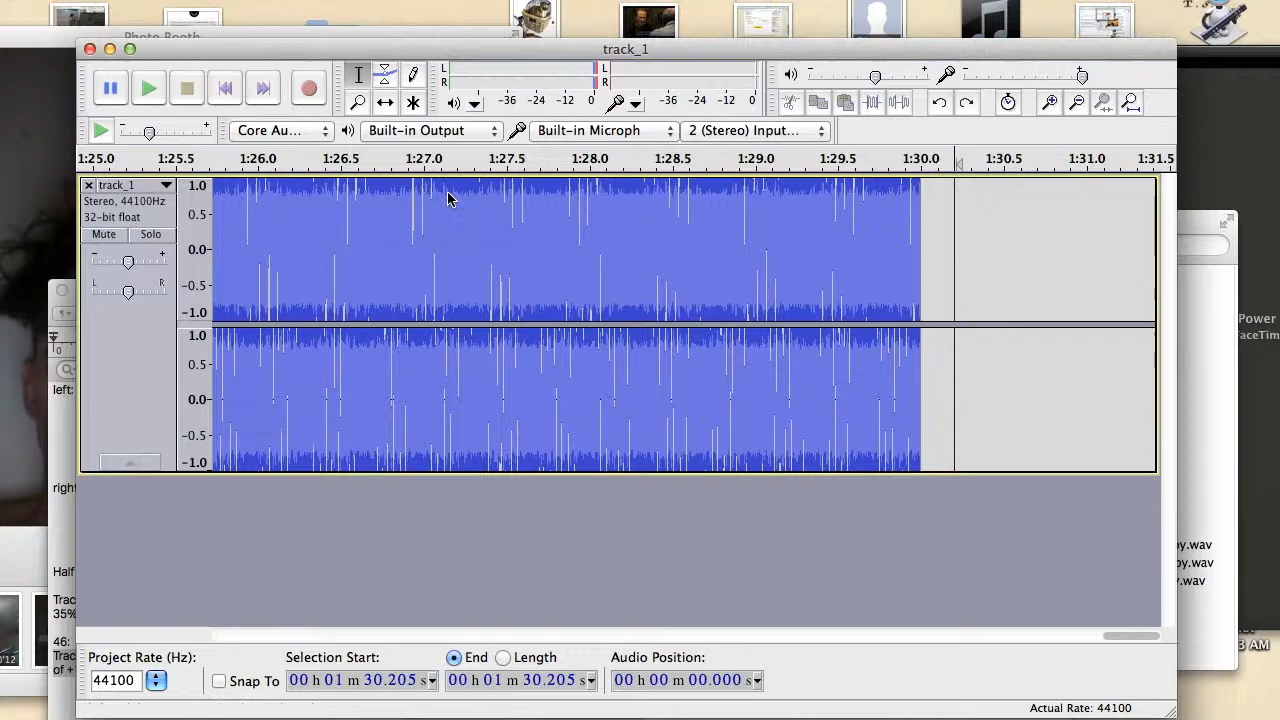 Photo Booth
track_1
L
R
L
R
-36 -24 -12 0
-36 -24 -12 0
Core Au...
Built-in Output
Built-in Microph
2 (Stereo) Input...
1:25.0 1:25.5 1:26.0 1:26.5 1:27.0 1:27.5 1:28.0 1:28.5 1:29.0 1:29.5 1:30.0 1:30.5 1:31.0 1:31.5
track_1
Stereo, 44100Hz
32-bit float
Mute Solo
- +
L R
1.0
0.5
0.0
-0.5
-1.0
1.0
0.5
0.0
-0.5
-1.0
left:
right
Half
Trac
35%
46:
Trac
of +
0'12
Power
aceTim
py.wav
py.wav
y.wav
3 AM
Project Rate (Hz):
44100
Snap To
Selection Start:
End Length
Audio Position:
00 h 01 m 30.205 s
00 h 01 m 30.205 s
00 h 00 m 00.000 s
Actual Rate: 44100